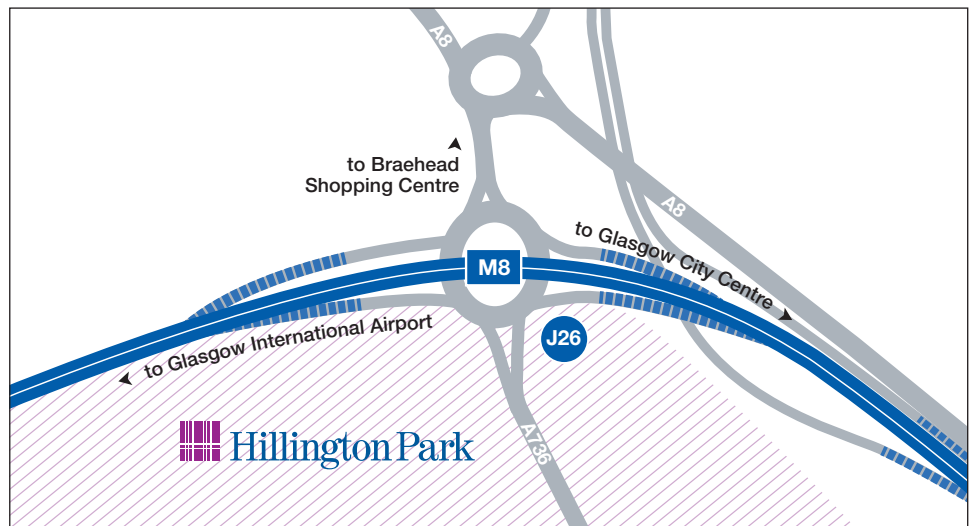 A8
to Braehead
Shopping Centre
A8
to Glasgow City Centre
M8
to Glasgow International Airport
J26
Hillington Park
A736